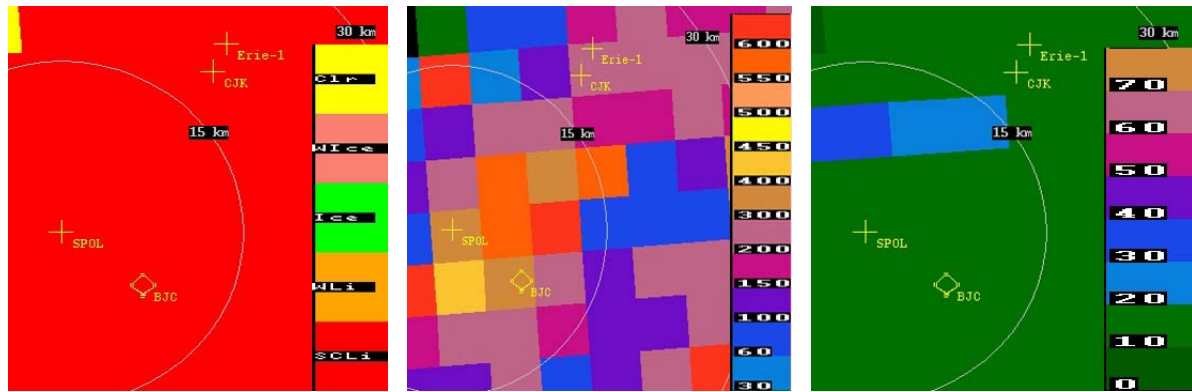 30 km
Erie-1
CJK
Clr
15 km
WIce
Ice
SPOL
WLi
BJC
SCLi
30 km
600
Erie-1
550
CJK
500
15 km
450
400
300
SPOL
200
150
BJC
100
60
30
30 km
Erie-1
CJK
70
15 km
60
50
40
SPOL
30
BJC
20
10
0